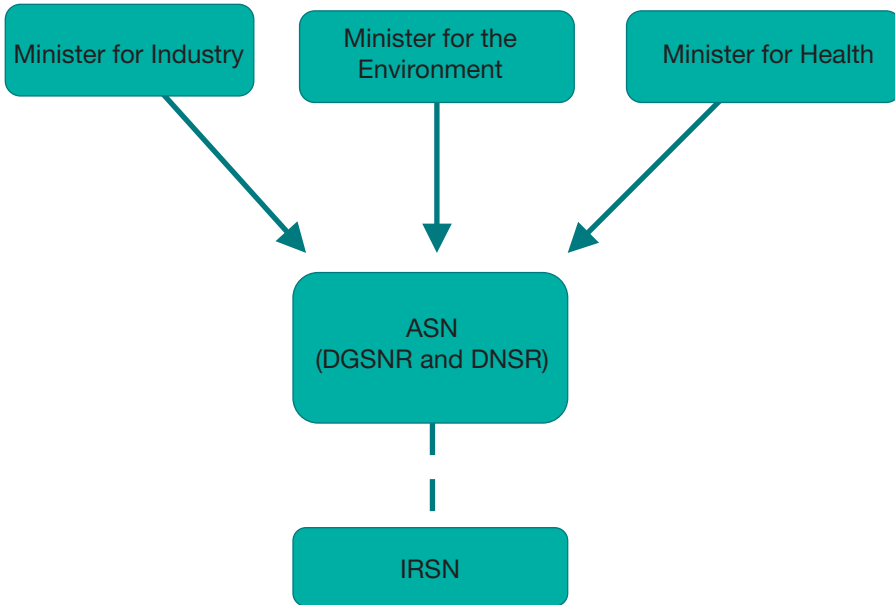 Minister for Industry
Minister for the
Environment
Minister for Health
ASN
(DGSNR and DNSR)
IRSN